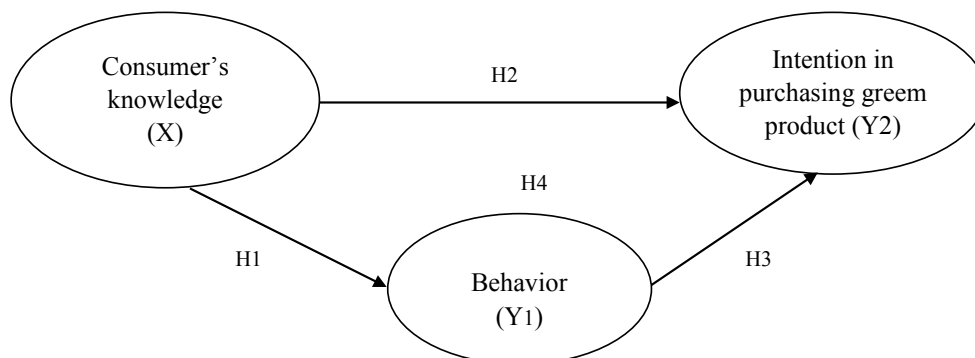 Consumer's
knowledge
(X)
H2
Intention in
purchasing greem
product (Y2)
H4
H1
H3
Behavior
(Y1)